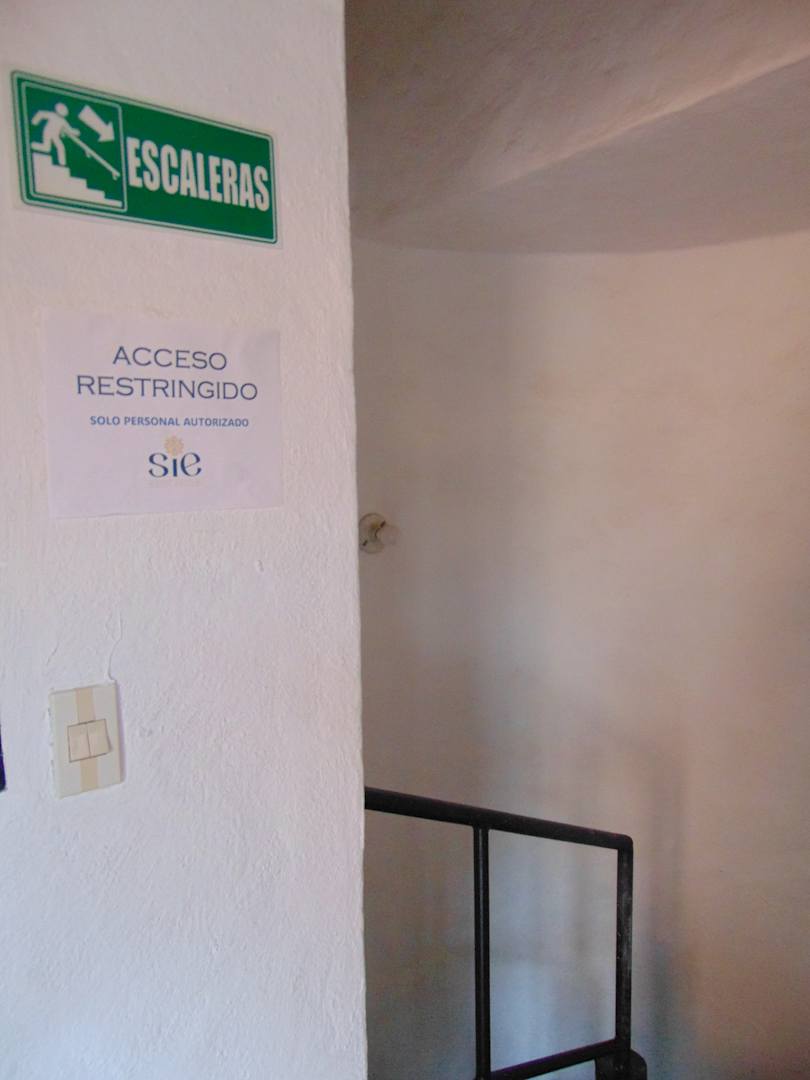 ESCALERAS
ACCESO
RESTRINGIDO
SOLO PERSONAL AUTORIZADO
sie